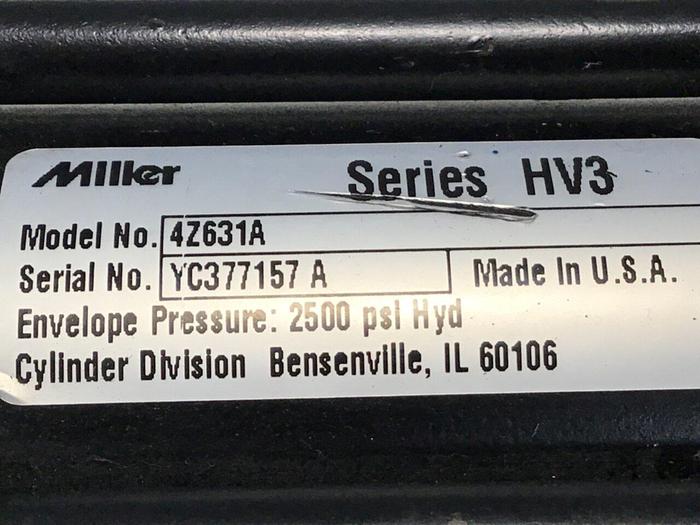 Miller Series HV3
Model No. 4Z631A
Serial No. YC377157 A Made In U.S.A.
Envelope Pressure: 2500 psi Hyd
Cylinder Division Bensenville, IL 60106